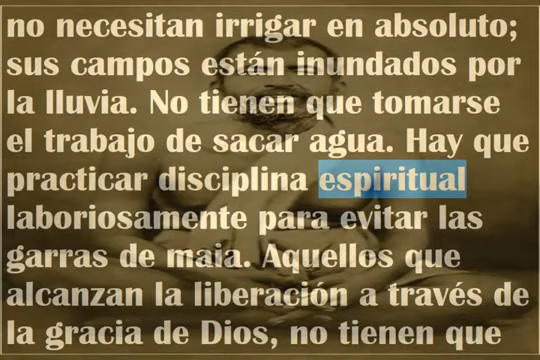 no necesitan irrigar en absoluto;
sus campos están inundados por
la lluvia. No tienen que tomarse
el trabajo de sacar agua. Hay que
practicar disciplina espiritual
laboriosamente para evitar las
garras de maia. Aquellos que
alcanzan la liberación a través de
la gracia de Dios, no tienen que